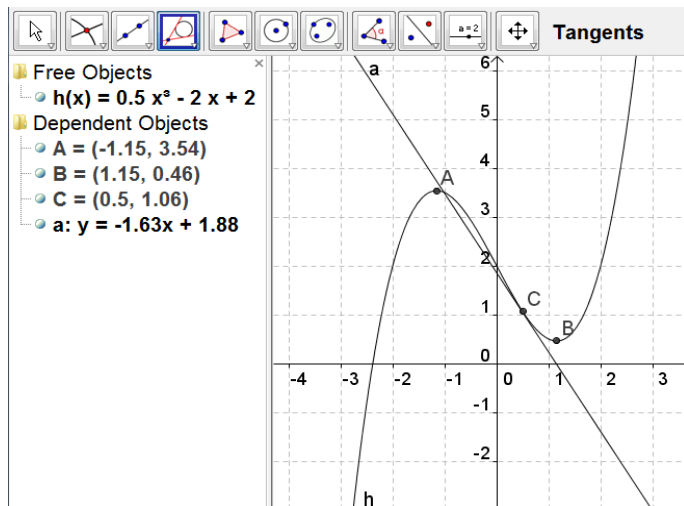 a = 2
Tangents
Free Objects
h(x) = 0.5 x³ - 2 x + 2
Dependent Objects
A = (-1.15, 3.54)
B = (1.15, 0.46)
C = (0.5, 1.06)
a: y = -1.63x + 1.88
a
6
5
4
A
3
2
C
1
B
0
-4 -3 -2 -1 0 1 2 3
-1
-2
h